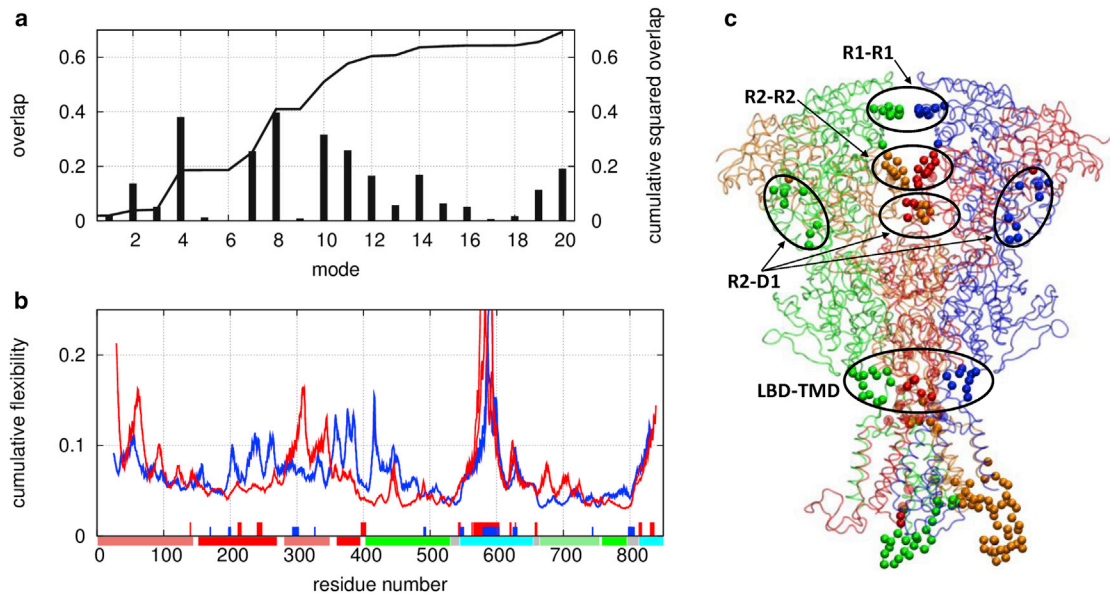 a
overlap
0.6
0.4
0.2
0
2 4 6 8 10 12 14 16 18 20
mode
0.6
0.4
0.2
0
cumulative squared overlap
b
cumulative flexibility
0.2
0.1
0
0 100 200 300 400 500 600 700 800
residue number
c
R1-R1
R2-R2
R2-D1
LBD-TMD